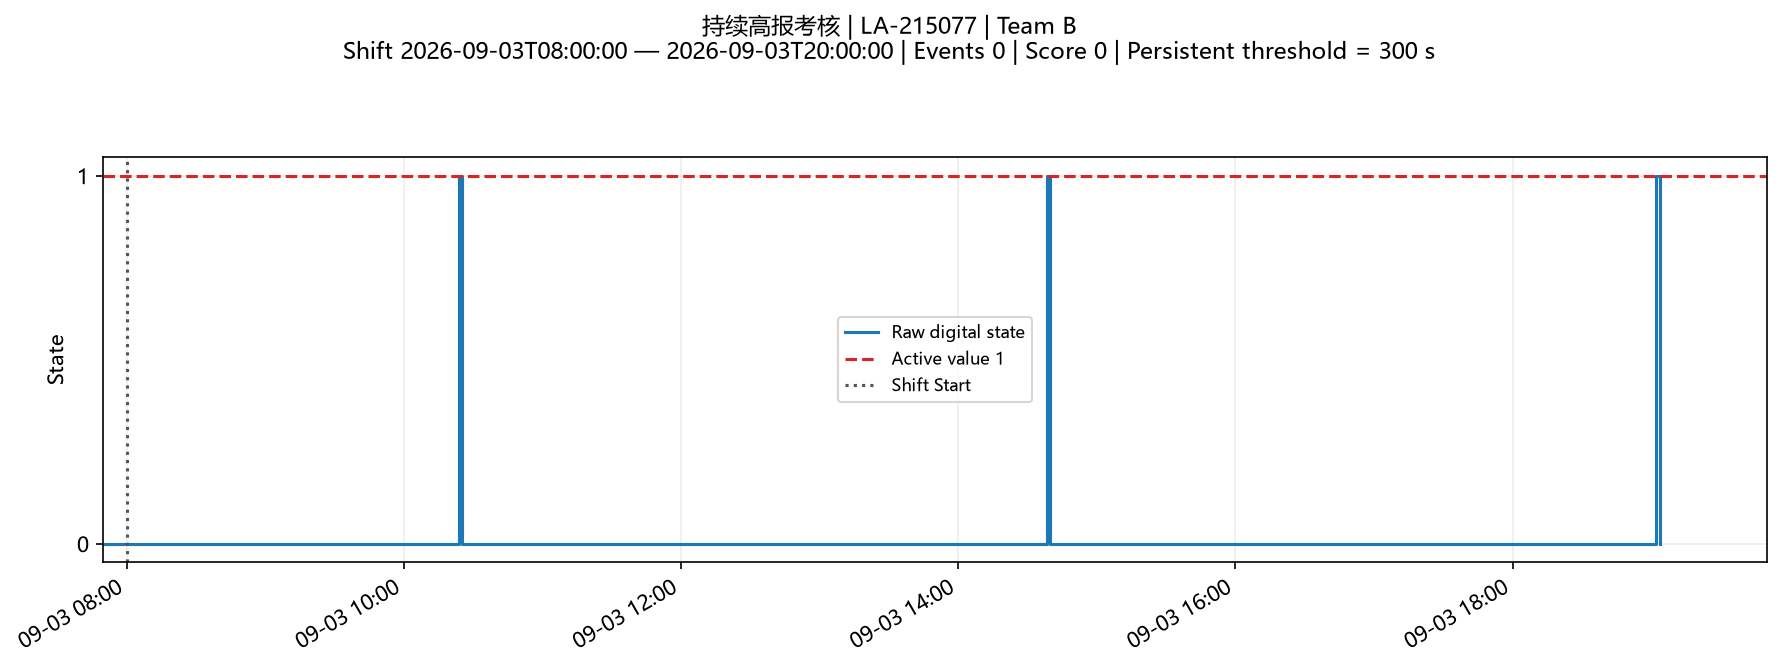 持续高报考核 | LA-215077 | Team B
Shift 2026-09-03T08:00:00 — 2026-09-03T20:00:00 | Events 0 | Score 0 | Persistent threshold = 300 s
1
State
0
Raw digital state
Active value 1
Shift Start
09-03 08:00
09-03 10:00
09-03 12:00
09-03 14:00
09-03 16:00
09-03 18:00